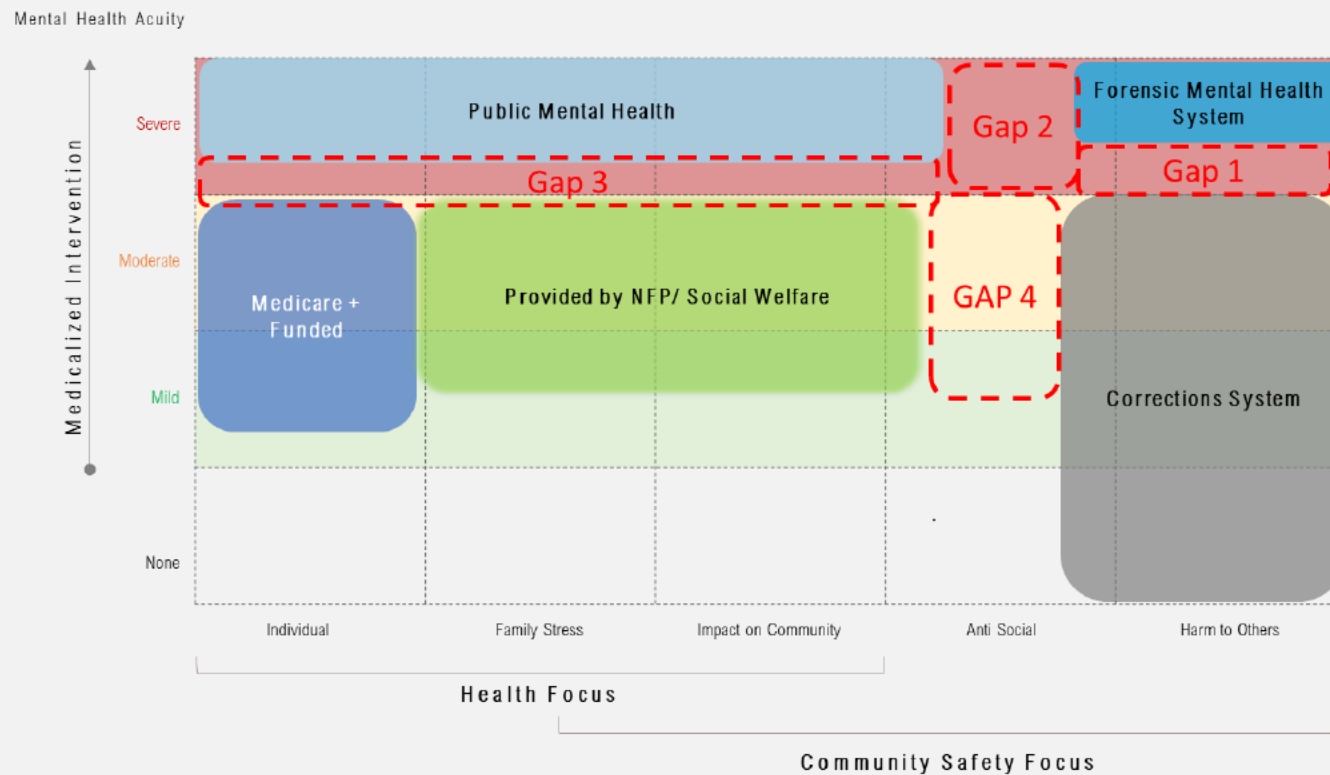 Mental Health Acuity
Medicalized Intervention
Severe
Moderate
Mild
None
Public Mental Health
Gap 2
Forensic Mental Health
System
Gap 3
Gap 1
Medicare +
Funded
Provided by NFP/ Social Welfare
GAP 4
Corrections System
Individual
Family Stress
Impact on Community
Anti Social
Harm to Others
Health Focus
Community Safety Focus